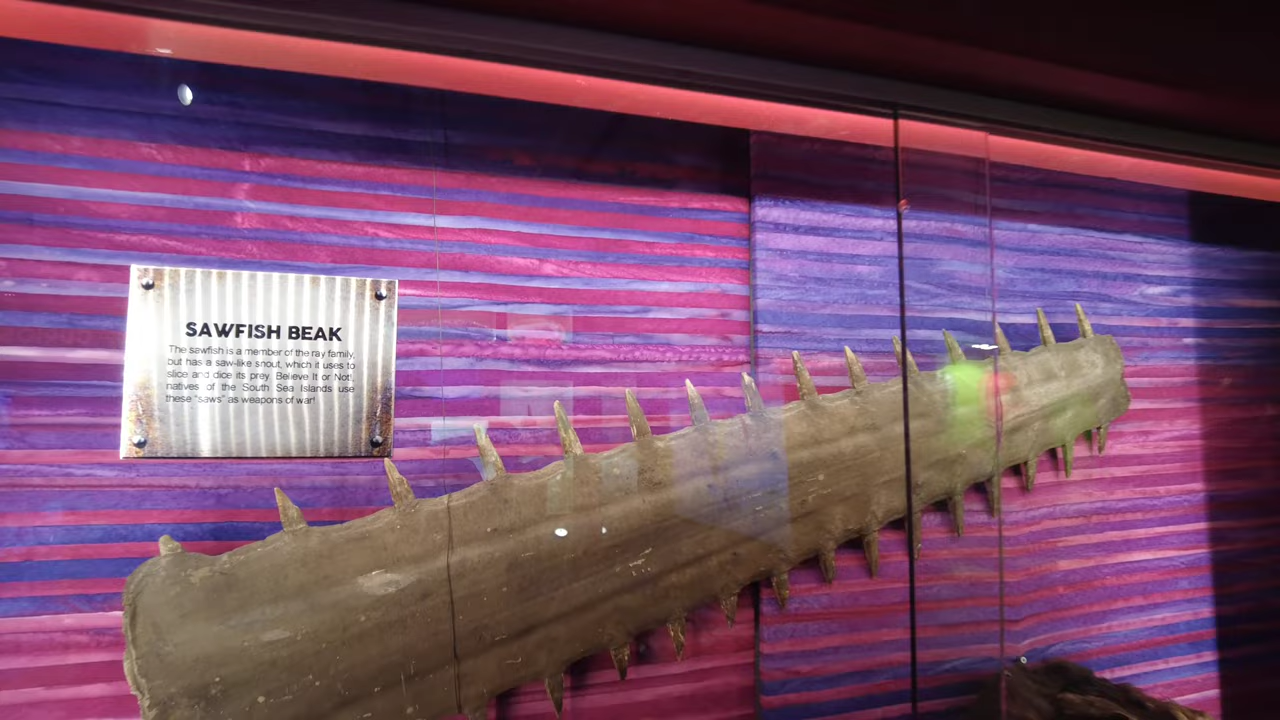 SAWFISH BEAK
The sawfish is a member of the ray family,
but has a saw-like snout, which it uses to
slice and dice its prey. Believe It or Not!,
natives of the South Sea Islands use
these "saws" as weapons of war!